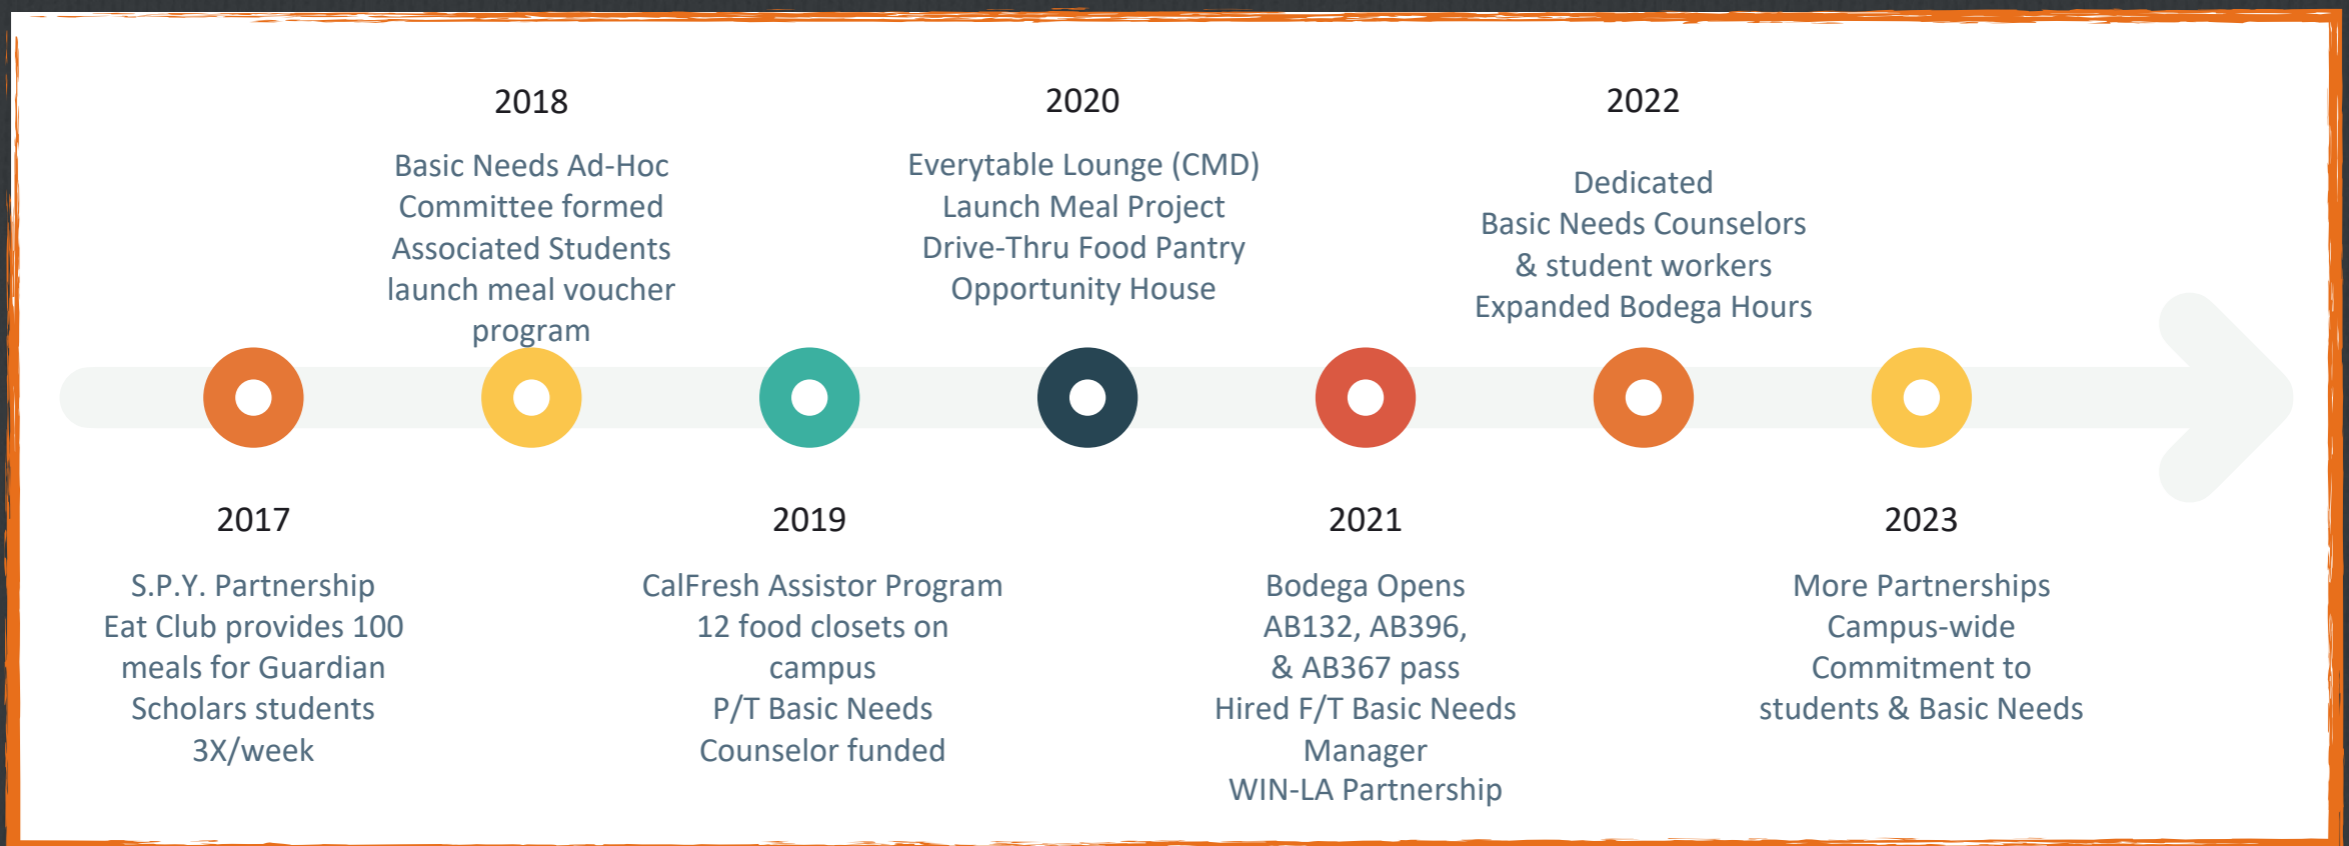 2018
Basic Needs Ad-Hoc
Committee formed
Associated Students
launch meal voucher
program
2020
Everytable Lounge (CMD)
Launch Meal Project
Drive-Thru Food Pantry
Opportunity House
2022
Dedicated
Basic Needs Counselors
& student workers
Expanded Bodega Hours
2017
S.P.Y. Partnership
Eat Club provides 100
meals for Guardian
Scholars students
3X/week
2019
CalFresh Assistor Program
12 food closets on
campus
P/T Basic Needs
Counselor funded
2021
Bodega Opens
AB132, AB396,
& AB367 pass
Hired F/T Basic Needs
Manager
WIN-LA Partnership
2023
More Partnerships
Campus-wide
Commitment to
students & Basic Needs